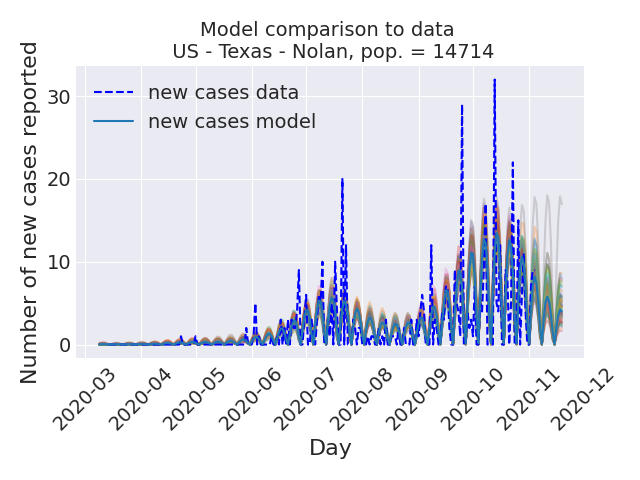 Model comparison to data
US - Texas - Nolan, pop. = 14714
Number of new cases reported
30
20
10
0
new cases data
new cases model
2020-03
2020-04
2020-05
2020-06
2020-07
2020-08
2020-09
2020-10
2020-11
2020-12
Day